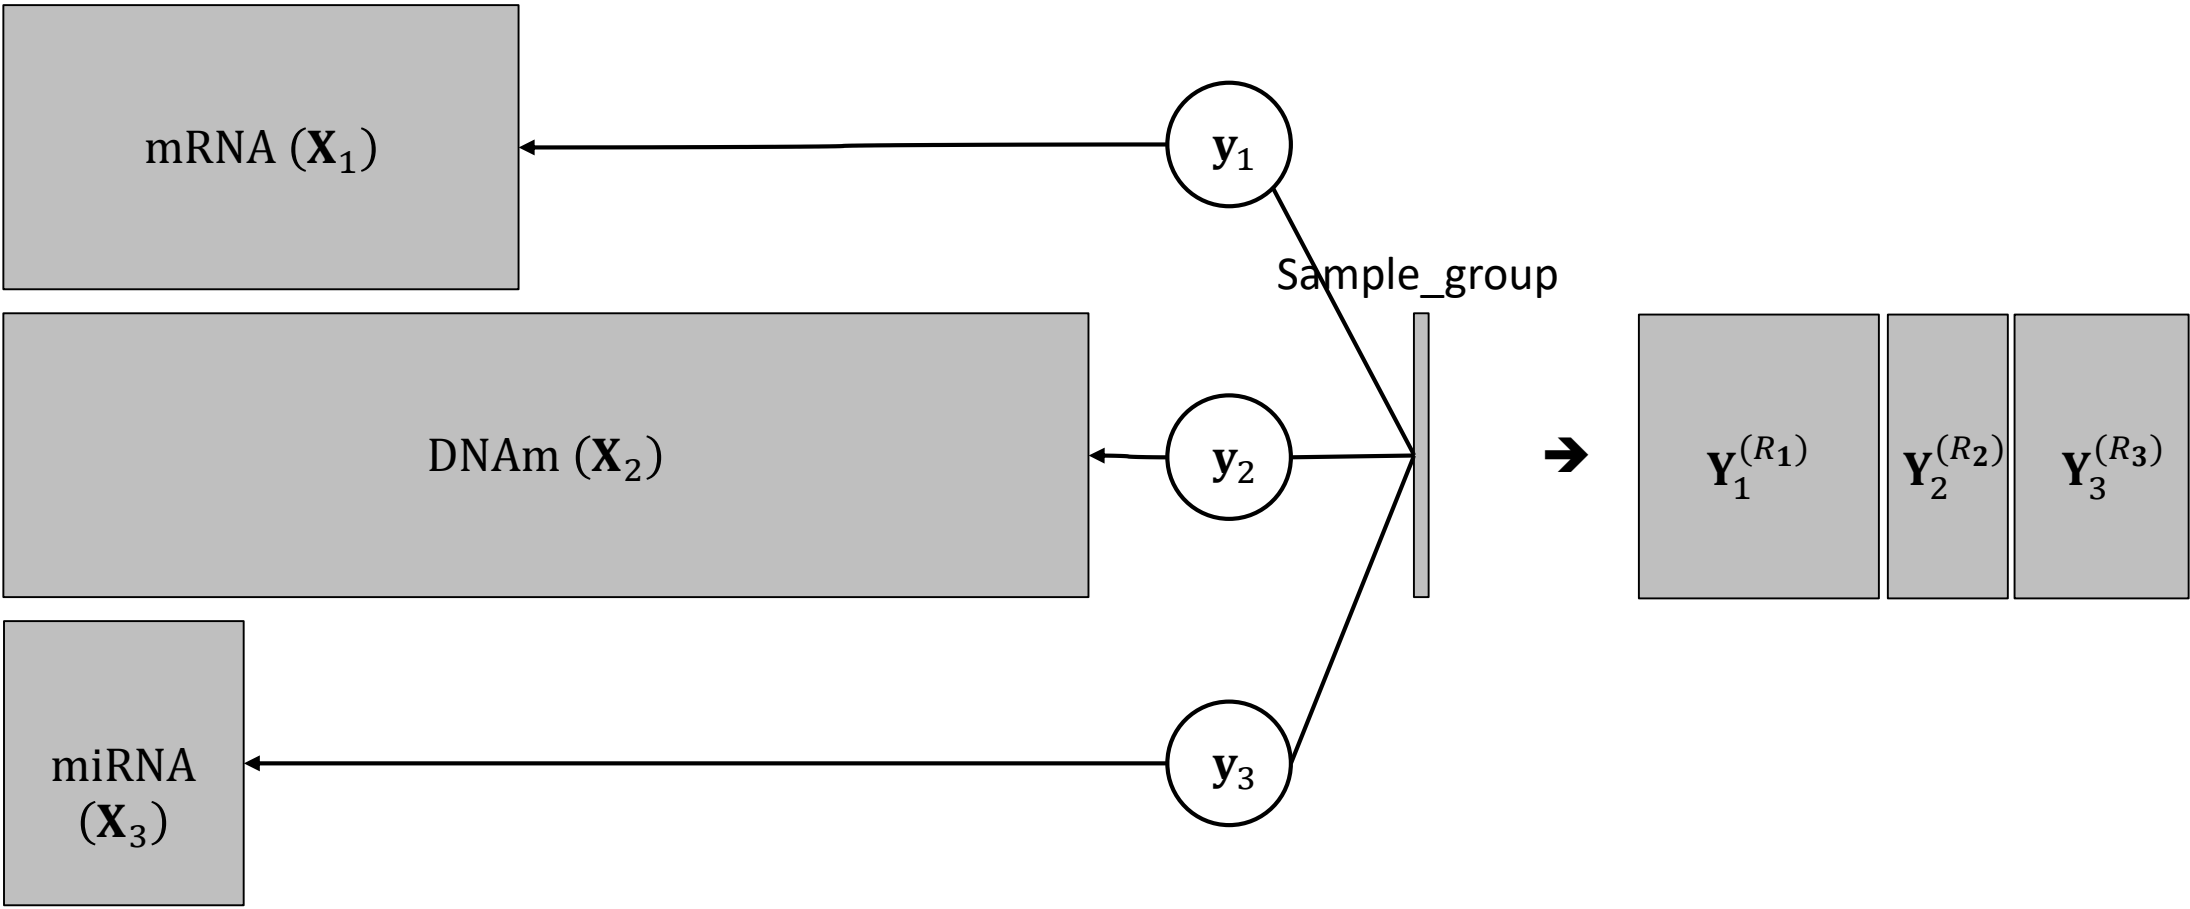 mRNA (𝐗₁)
𝐲₁
Sample_group
DNAm (𝐗₂)
𝐲₂
➔
𝐘₁^(𝑅₁)
𝐘₂^(𝑅₂)
𝐘₃^(𝑅₃)
miRNA
(𝐗₃)
𝐲₃